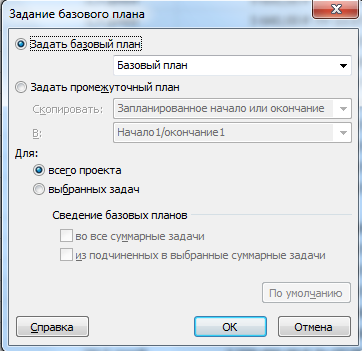 Задание базового плана
Задать базовый план
Базовый план
Задать промежуточный план
Скопировать: Запланированное начало или окончание
В: Начало1/окончание1
Для:
всего проекта
выбранных задач
Сведение базовых планов
во все суммарные задачи
из подчиненных в выбранные суммарные задачи
По умолчанию
Справка ОК Отмена